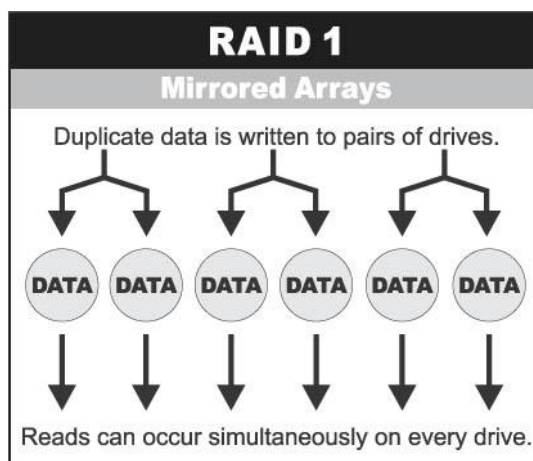 RAID 1
Mirrored Arrays
Duplicate data is written to pairs of drives.
DATA DATA DATA DATA DATA DATA
Reads can occur simultaneously on every drive.